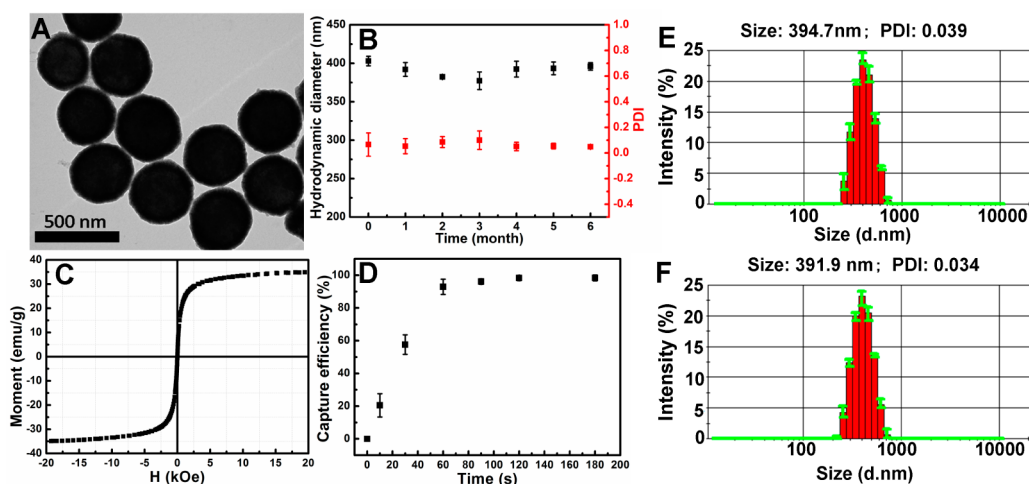 A
500 nm
B
Hydrodynamic diameter (nm)
450
400
350
300
250
200
1.0
0.8
0.6
0.4
0.2
0.0
-0.2
-0.4
PDI
0 1 2 3 4 5 6
Time (month)
C
Moment (emu/g)
40
30
20
10
0
-10
-20
-30
-40
-20 -15 -10 -5 0 5 10 15 20
H (kOe)
D
Capture efficiency (%)
100
80
60
40
20
0
0 20 40 60 80 100 120 140 160 180 200
Time (s)
E
Size: 394.7nm; PDI: 0.039
Intensity (%)
25
20
15
10
5
0
100 1000 10000
Size (d.nm)
F
Size: 391.9 nm; PDI: 0.034
Intensity (%)
25
20
15
10
5
0
100 1000 10000
Size (d.nm)